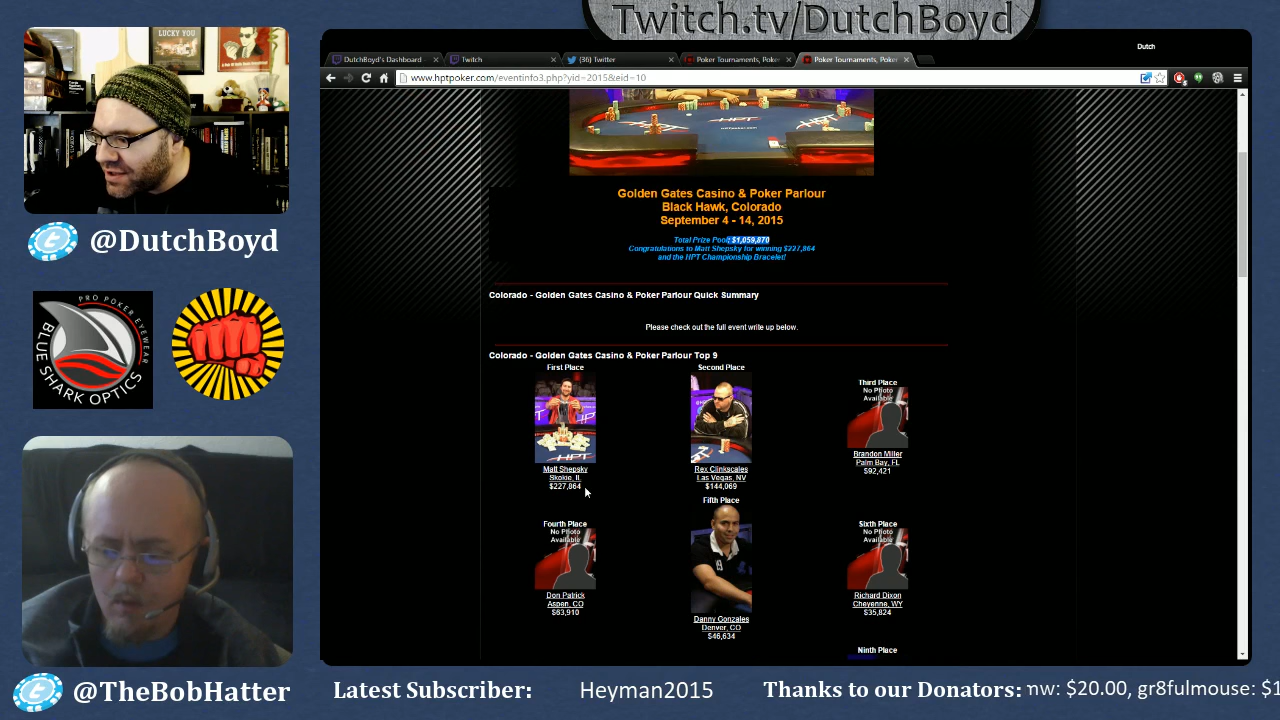 Twitch.tv/DutchBoyd
Dutch
DutchBoyd's Dashboard
Twitch
(36) Twitter
Poker Tournaments, Poker
Poker Tournaments, Poker
www.hptpoker.com/eventinfo3.php?yid=2015&eid=10
LUCKY YOU
@DutchBoyd
PRO POKER EYEWEAR
BLUE SHARK OPTICS
@TheBobHatter
HPT
Golden Gates Casino & Poker Parlour
Black Hawk, Colorado
September 4 - 14, 2015
Total Prize Pool: $1,059,870
Congratulations to Matt Shepsky for winning $227,864
and the HPT Championship Bracelet!
Colorado - Golden Gates Casino & Poker Parlour Quick Summary
Please check out the full event write up below.
Colorado - Golden Gates Casino & Poker Parlour Top 9
First Place
HPT
Matt Shepsky
Skokie, IL
$227,864
Second Place
Rex Clinkscales
Las Vegas, NV
$144,069
Third Place
No Photo
Available
Brandon Miller
Palm Bay, FL
$92,421
Fourth Place
No Photo
Available
Don Patrick
Aspen, CO
$63,910
Fifth Place
Danny Gonzales
Denver, CO
$46,634
Sixth Place
No Photo
Available
Richard Dixon
Cheyenne, WY
$35,824
Ninth Place
Latest Subscriber:
Heyman2015
Thanks to our Donators:
nw: $20.00, gr8fulmouse: $1